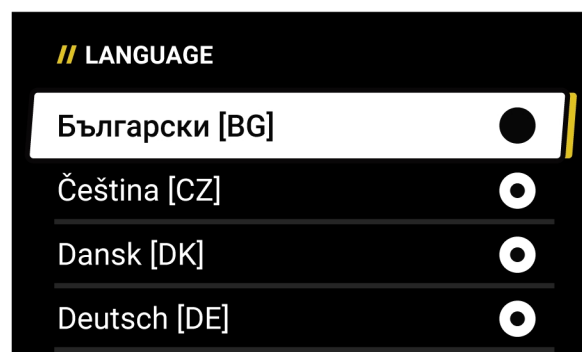 // LANGUAGE
Български [BG]
Čeština [CZ]
Dansk [DK]
Deutsch [DE]